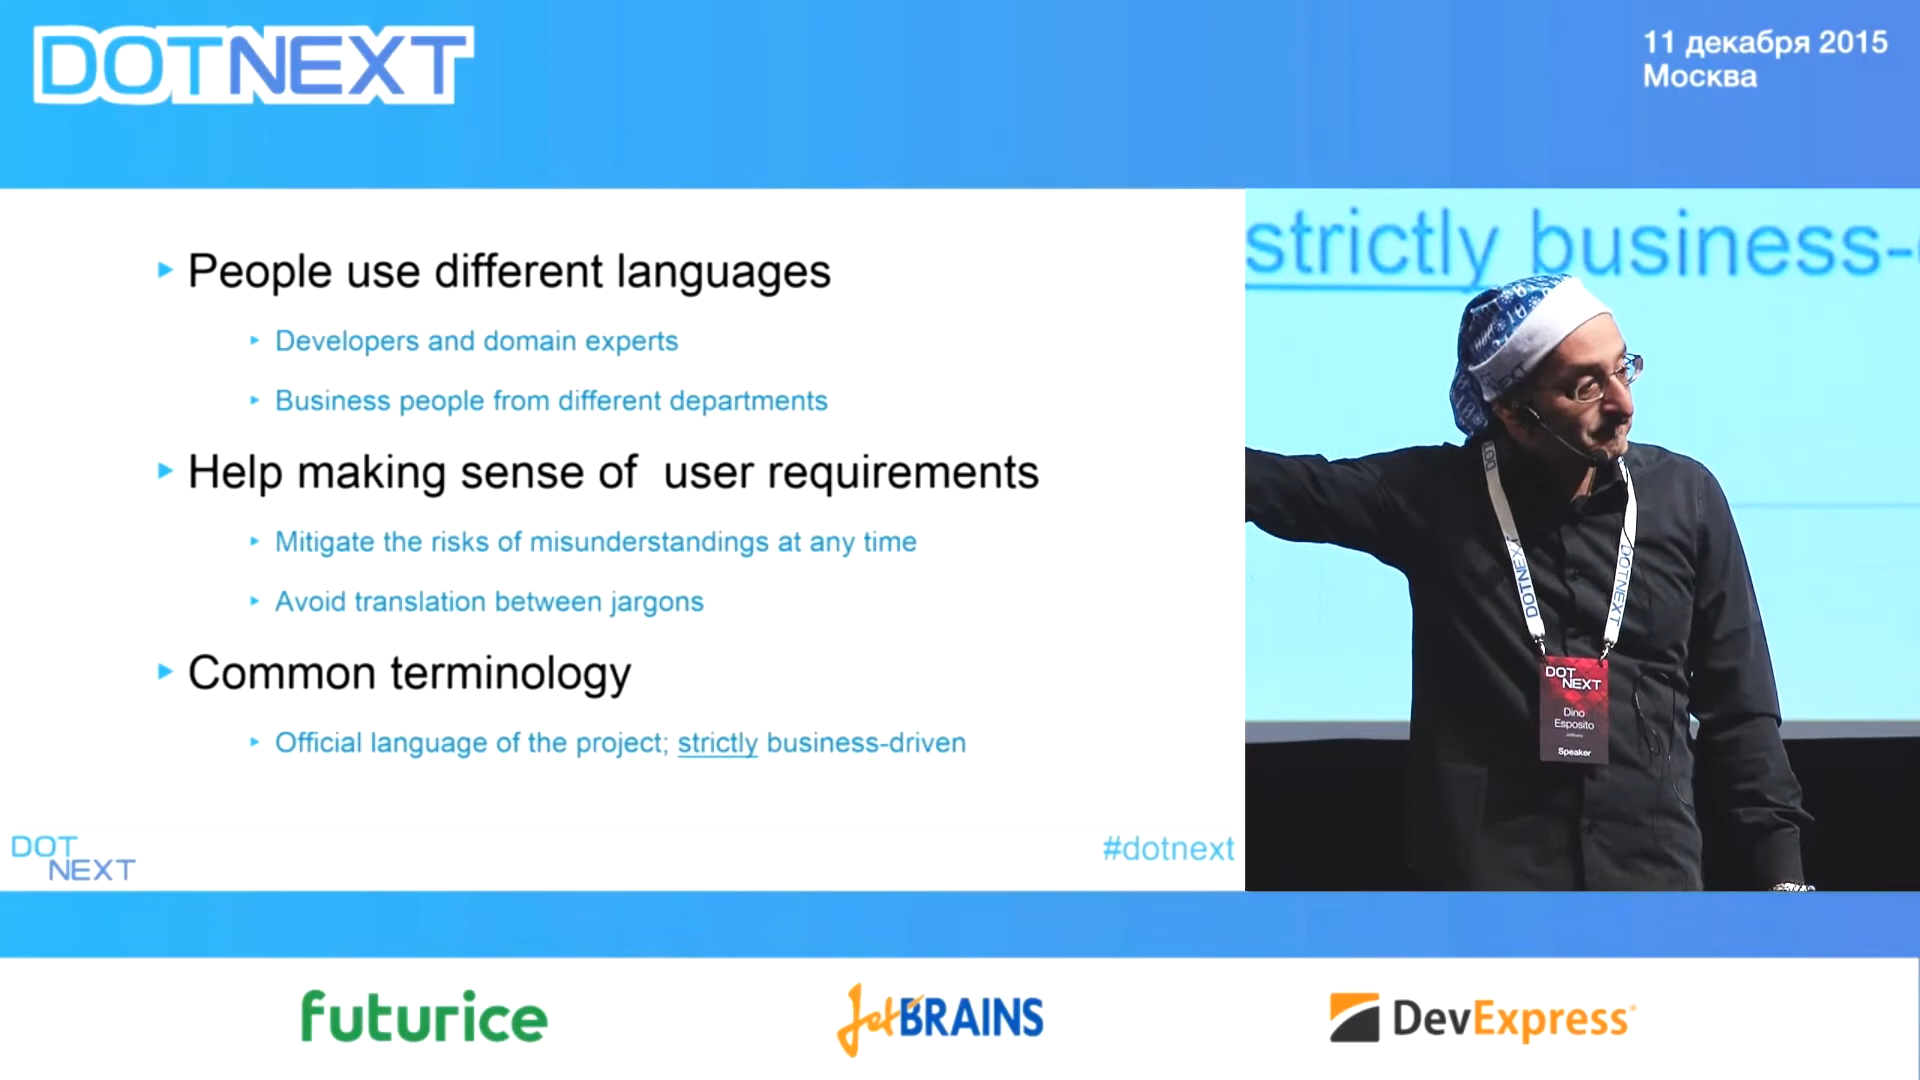 DOTNEXT
11 декабря 2015
Москва
People use different languages
Developers and domain experts
Business people from different departments
Help making sense of user requirements
Mitigate the risks of misunderstandings at any time
Avoid translation between jargons
Common terminology
Official language of the project; strictly business-driven
DOT
NEXT
#dotnext
strictly business-
DOTNEXT
DOTNEXT
DOT
NEXT
Dino
Esposito
Speaker
futurice
JetBRAINS
DevExpress